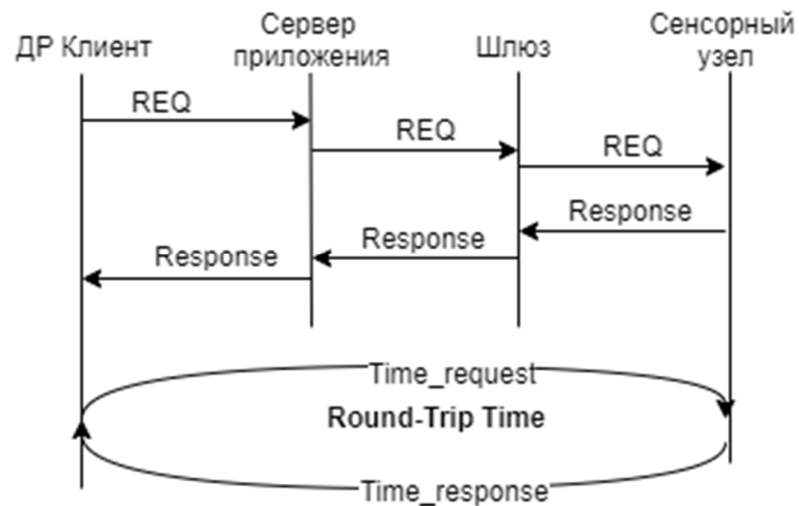 ДР Клиент
Сервер
приложения
Шлюз
Сенсорный
узел
REQ
REQ
REQ
Response
Response
Response
Time_request
Round-Trip Time
Time_response